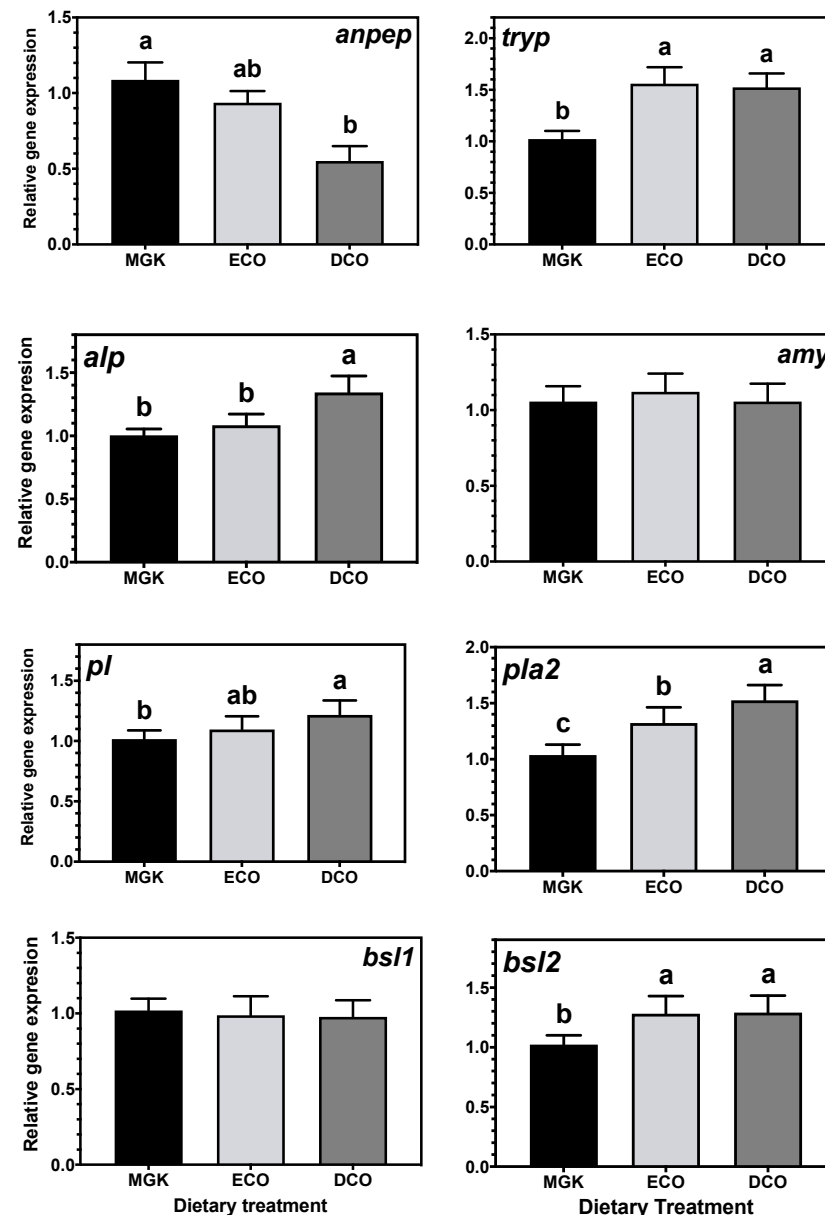 Relative gene expression
anpep
1.5
1.0
0.5
0.0
a
ab
b
MGK ECO DCO
tryp
2.0
1.5
1.0
0.5
0.0
b
a
a
MGK ECO DCO
Relative gene expresion
alp
1.5
1.0
0.5
0.0
b
b
a
MGK ECO DCO
amy
1.5
1.0
0.5
0.0
MGK ECO DCO
Relative gene expression
pl
1.5
1.0
0.5
0.0
b
ab
a
MGK ECO DCO
pla2
2.0
1.5
1.0
0.5
0.0
c
b
a
MGK ECO DCO
Relative gene expression
bsl1
1.5
1.0
0.5
0.0
MGK ECO DCO
Dietary treatment
bsl2
1.5
1.0
0.5
0.0
b
a
a
MGK ECO DCO
Dietary Treatment